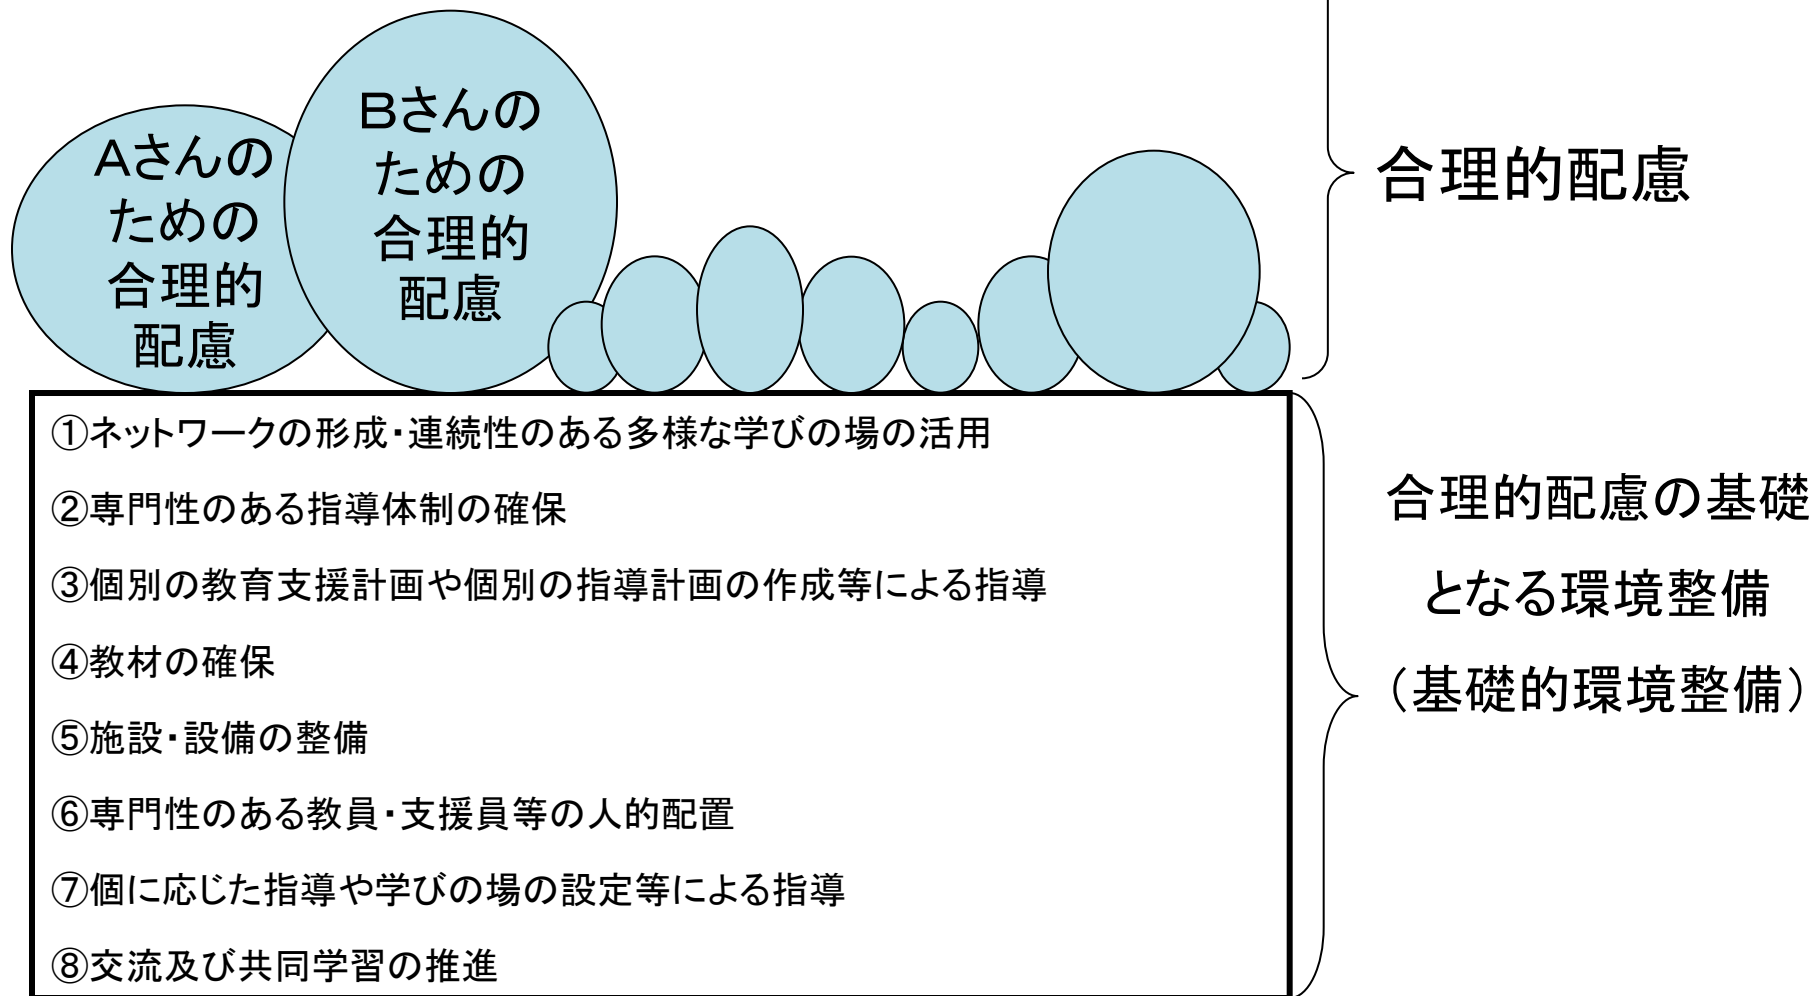 Aさんの
ための
合理的
配慮
Bさんの
ための
合理的
配慮
合理的配慮
①ネットワークの形成・連続性のある多様な学びの場の活用
②専門性のある指導体制の確保
③個別の教育支援計画や個別の指導計画の作成等による指導
④教材の確保
⑤施設・設備の整備
⑥専門性のある教員・支援員等の人的配置
⑦個に応じた指導や学びの場の設定等による指導
⑧交流及び共同学習の推進
合理的配慮の基礎
となる環境整備
（基礎的環境整備）